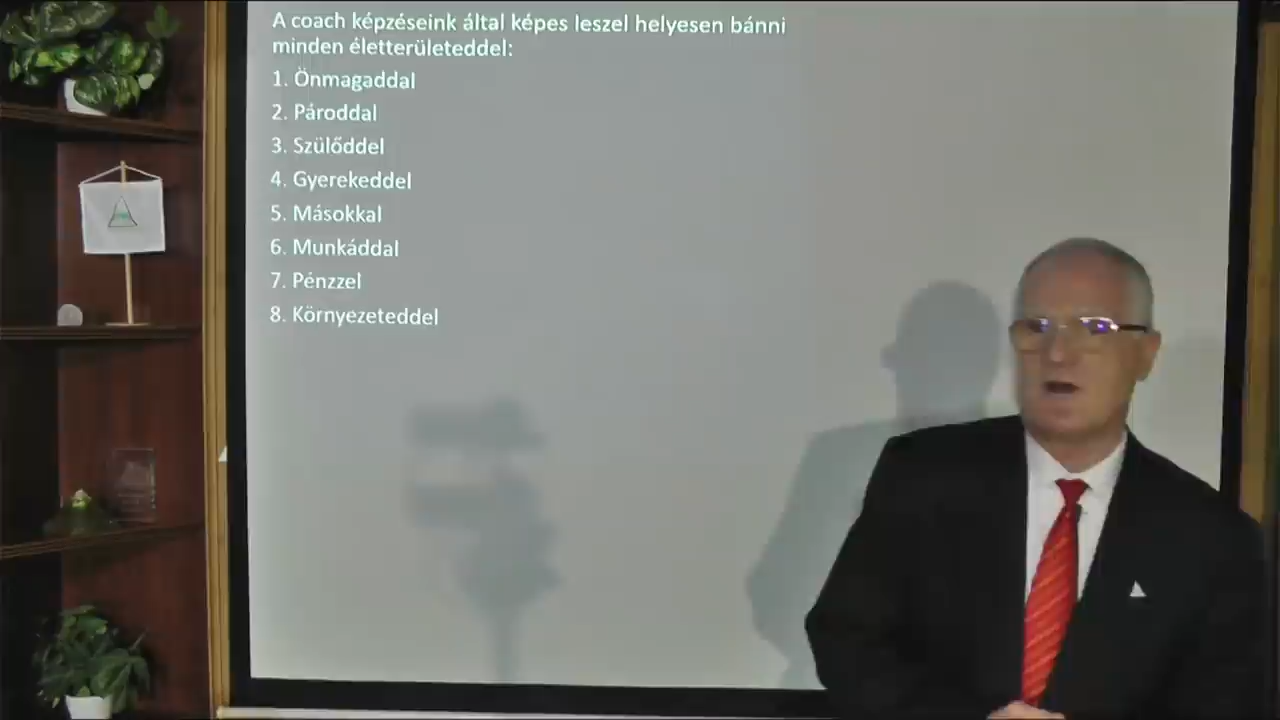 A coach képzéseink által képes leszel helyesen bánni
minden életterületeddel:
1. Önmagaddal
2. Pároddal
3. Szülőddel
4. Gyerekeddel
5. Másokkal
6. Munkáddal
7. Pénzzel
8. Környezeteddel